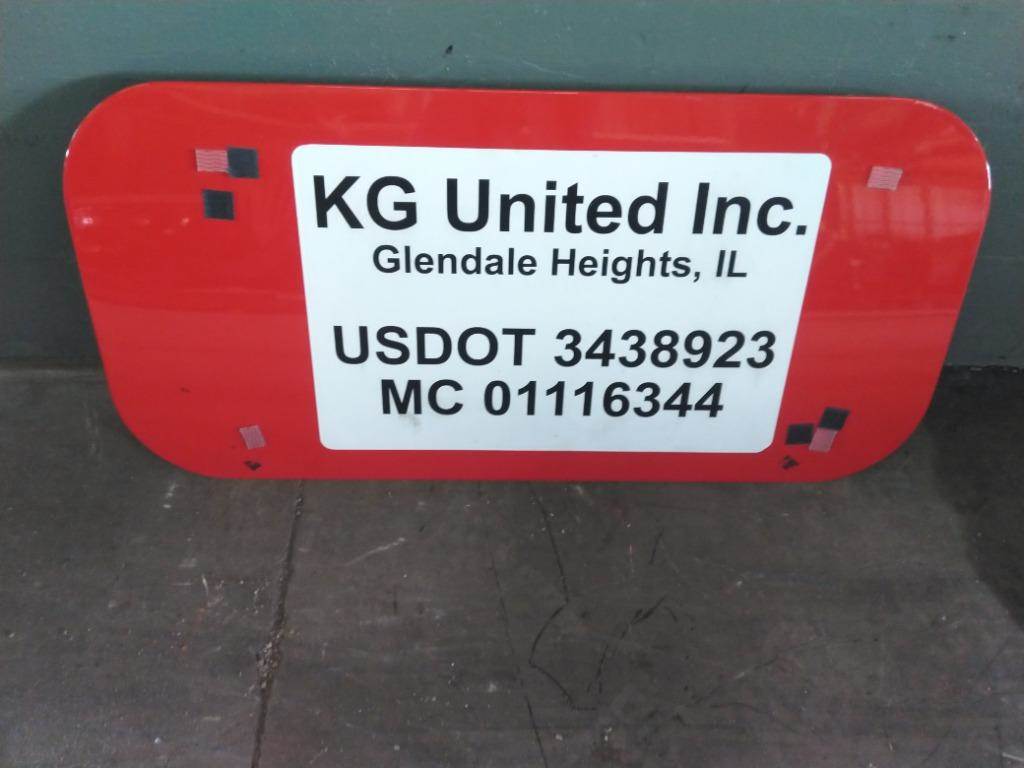 KG United Inc.
Glendale Heights, IL
USDOT 3438923
MC 01116344